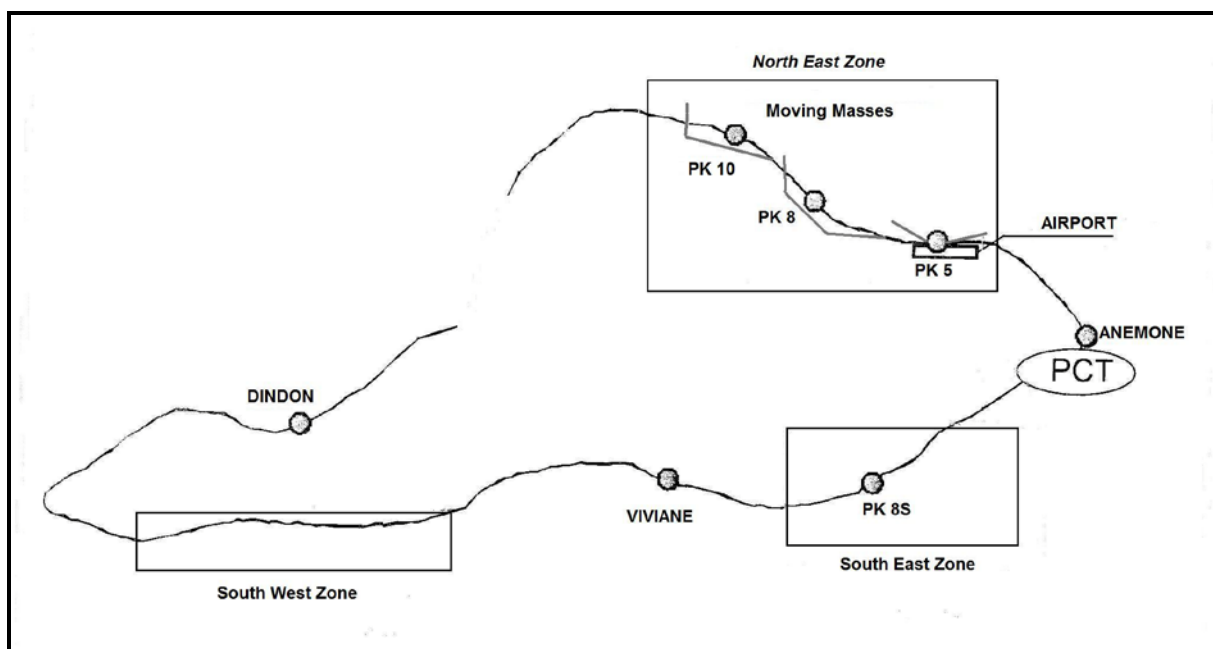 North East Zone
Moving Masses
PK 10
PK 8
AIRPORT
PK 5
ANEMONE
PCT
DINDON
VIVIANE
PK 8S
South East Zone
South West Zone